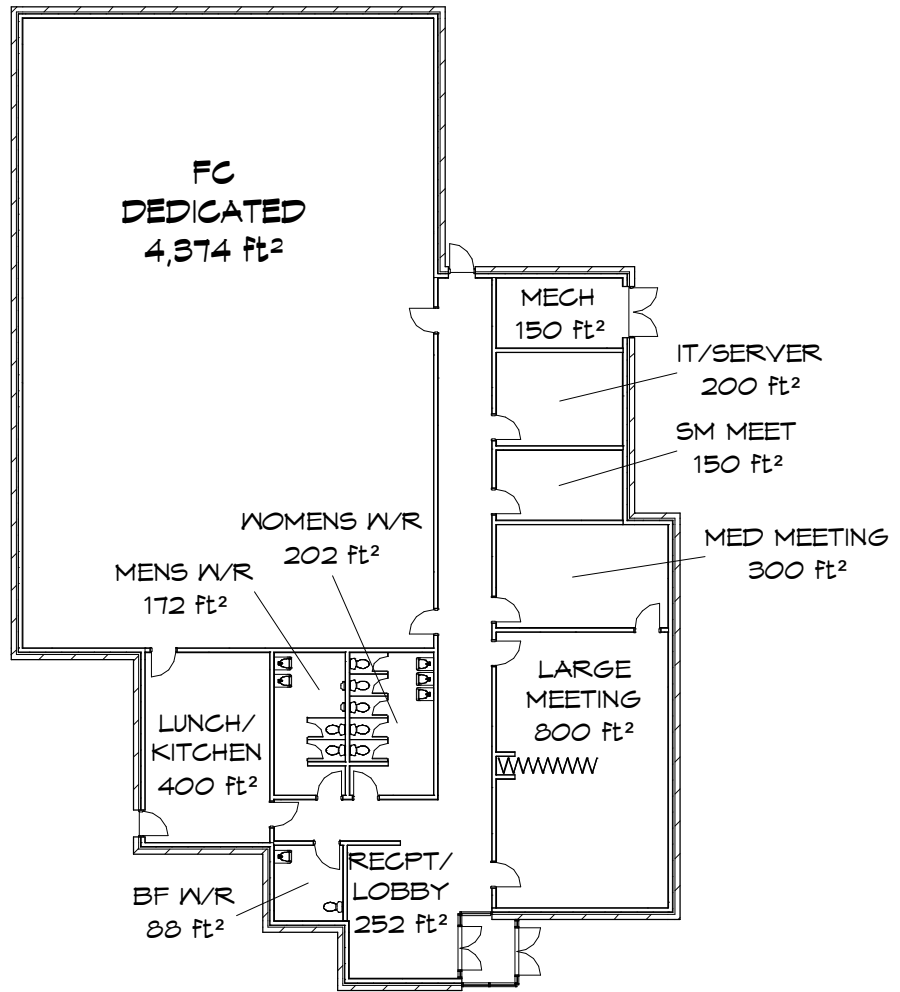 FC
DEDICATED
4,374 ft²
MECH
150 ft²
IT/SERVER
200 ft²
SM MEET
150 ft²
WOMENS W/R
202 ft²
MED MEETING
300 ft²
MENS W/R
172 ft²
LARGE
MEETING
800 ft²
LUNCH/
KITCHEN
400 ft²
RECPT/
LOBBY
252 ft²
BF W/R
88 ft²